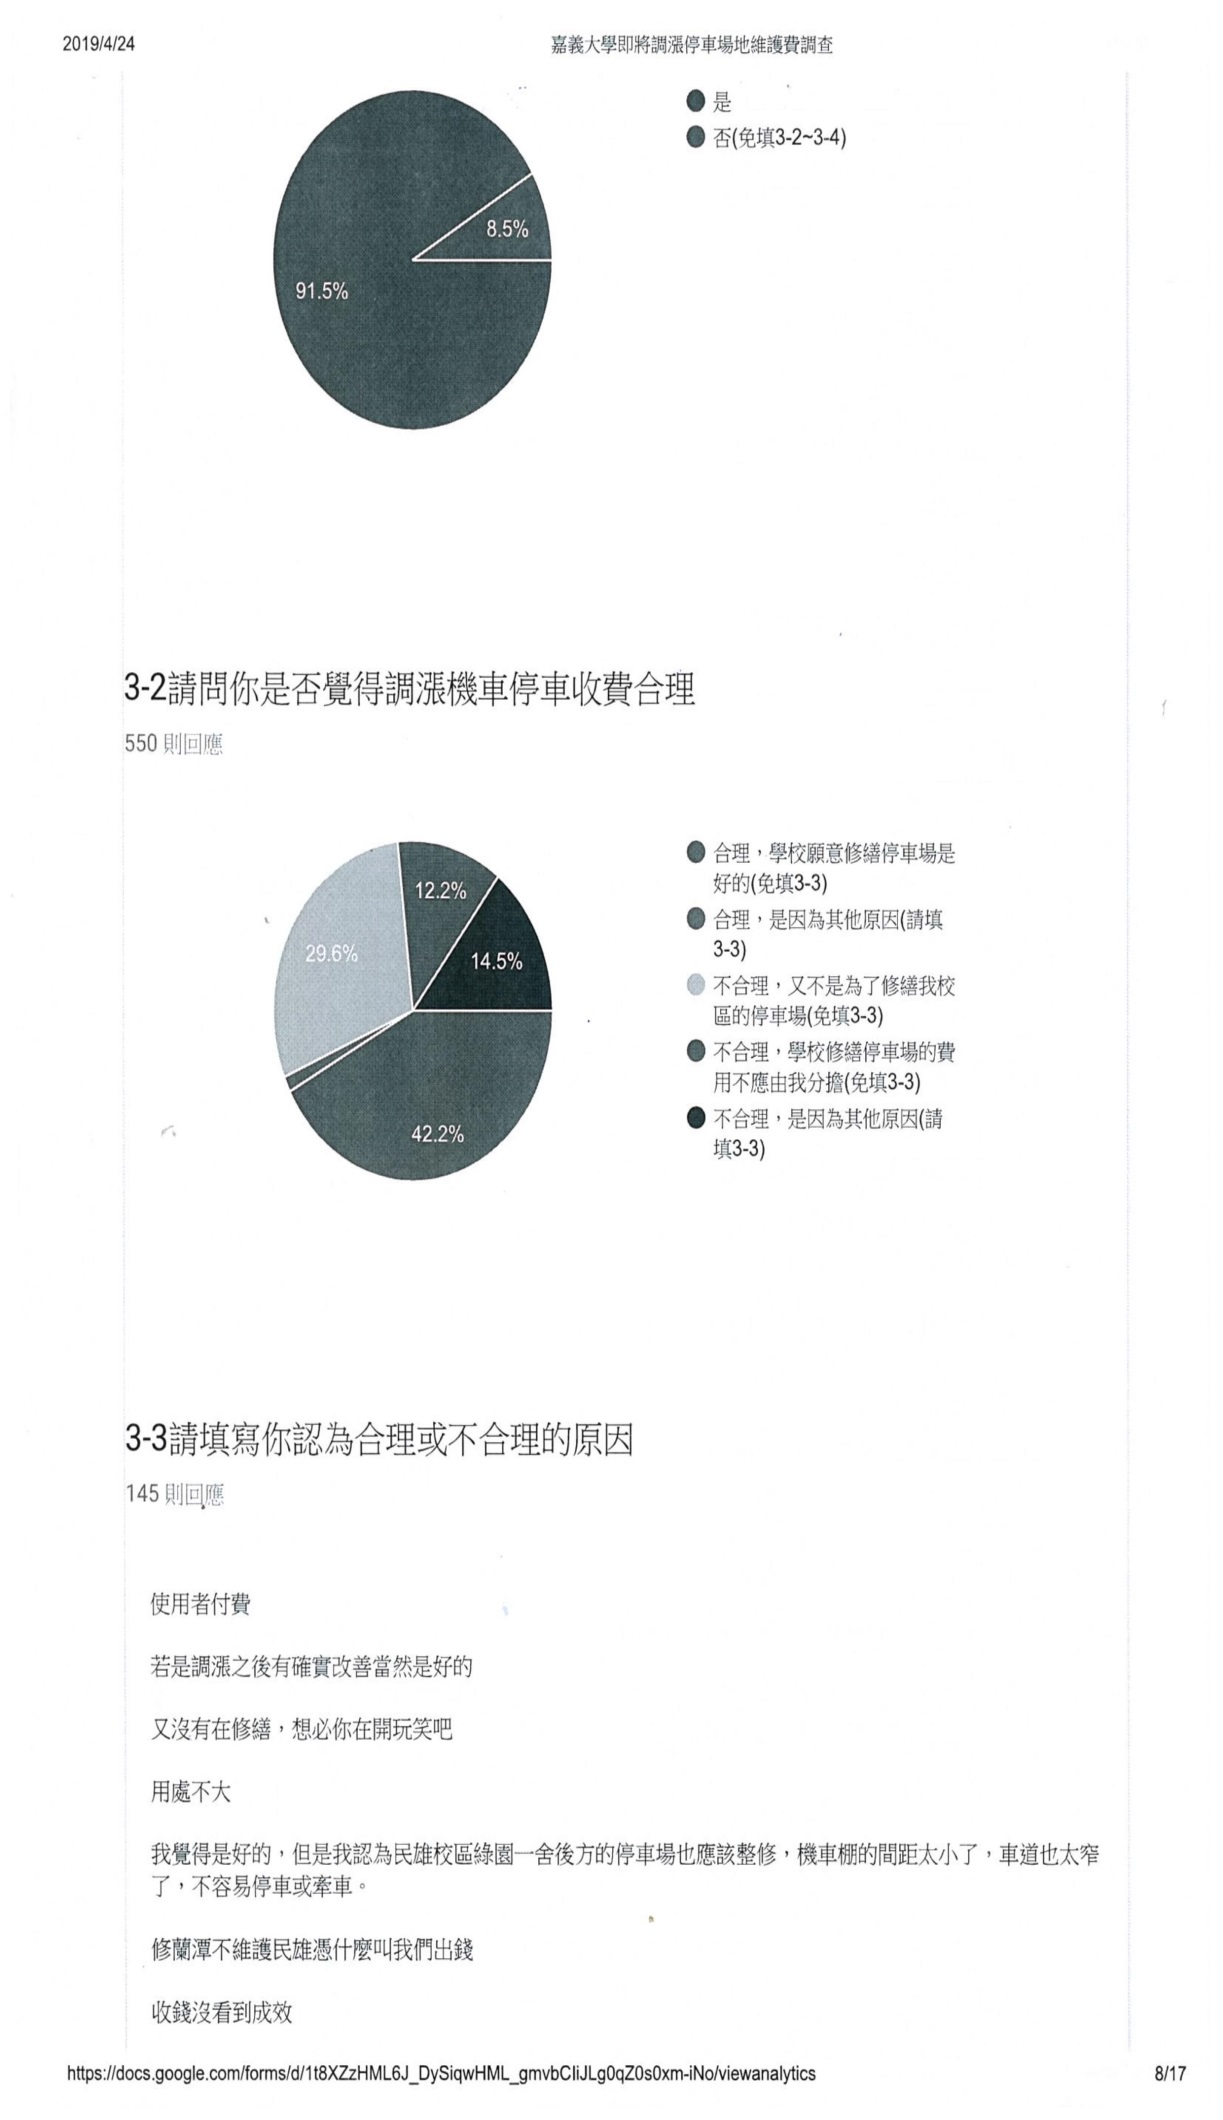 2019/4/24
嘉義大學即將調漲停車場地維護費調查
是
否(免填3-2~3-4)
8.5%
91.5%
3-2請問你是否覺得調漲機車停車收費合理
550 則回應
合理，學校願意修繕停車場是
好的(免填3-3)
合理，是因為其他原因(請填
3-3)
不合理，又不是為了修繕我校
區的停車場(免填3-3)
不合理，學校修繕停車場的費
用不應由我分擔(免填3-3)
不合理，是因為其他原因(請
填3-3)
12.2%
29.6%
14.5%
42.2%
3-3請填寫你認為合理或不合理的原因
145 則回應
使用者付費
若是調漲之後有確實改善當然是好的
又沒有在修繕，想必你在開玩笑吧
用處不大
我覺得是好的，但是我認為民雄校區綠園一舍後方的停車場也應該整修，機車棚的間距太小了，車道也太窄
了，不容易停車或牽車。
修蘭潭不維護民雄憑什麼叫我們出錢
收錢沒看到成效
https://docs.google.com/forms/d/1t8XZzHML6J_DySiqwHML_gmvbCIiJLg0qZ0s0xm-iNo/viewanalytics
8/17